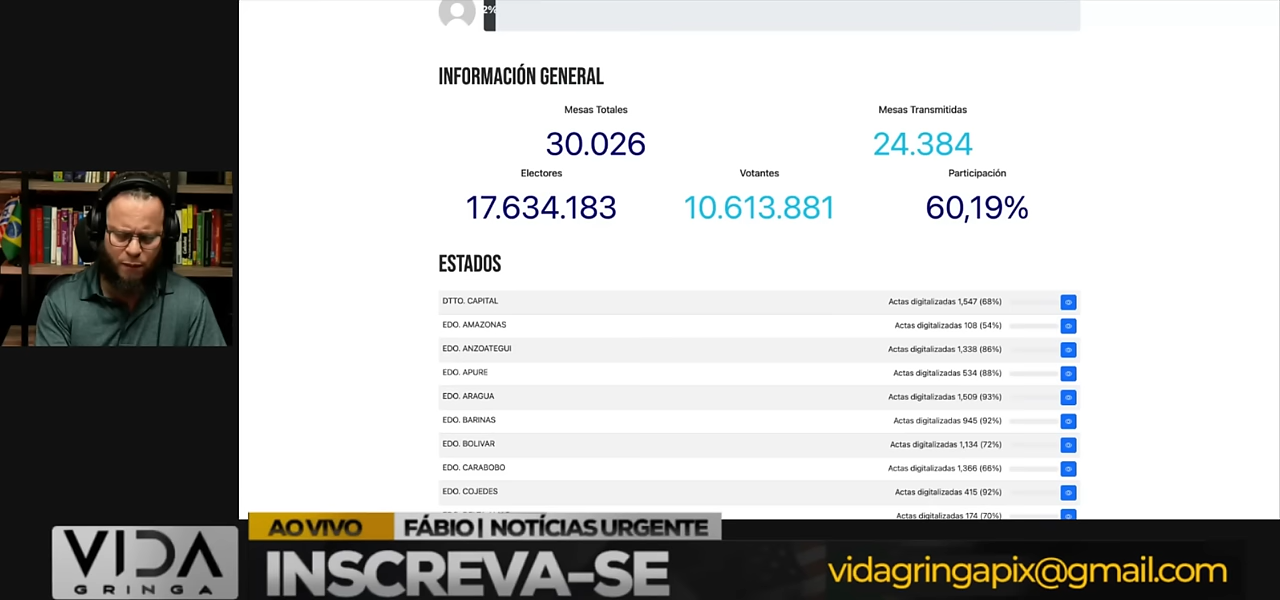 2%
INFORMACIÓN GENERAL
Mesas Totales
Mesas Transmitidas
30.026
24.384
Electores
Votantes
Participación
17.634.183
10.613.881
60,19%
ESTADOS
DTTO. CAPITAL Actas digitalizadas 1,547 (68%)
EDO. AMAZONAS Actas digitalizadas 108 (54%)
EDO. ANZOATEGUI Actas digitalizadas 1,338 (86%)
EDO. APURE Actas digitalizadas 534 (88%)
EDO. ARAGUA Actas digitalizadas 1,509 (93%)
EDO. BARINAS Actas digitalizadas 945 (92%)
EDO. BOLIVAR Actas digitalizadas 1,134 (72%)
EDO. CARABOBO Actas digitalizadas 1,366 (66%)
EDO. COJEDES Actas digitalizadas 415 (92%)
Actas digitalizadas 174 (70%)
AO VIVO FÁBIO | NOTÍCIAS URGENTE
VIDA
GRINGA
INSCREVA-SE
vidagringapix@gmail.com